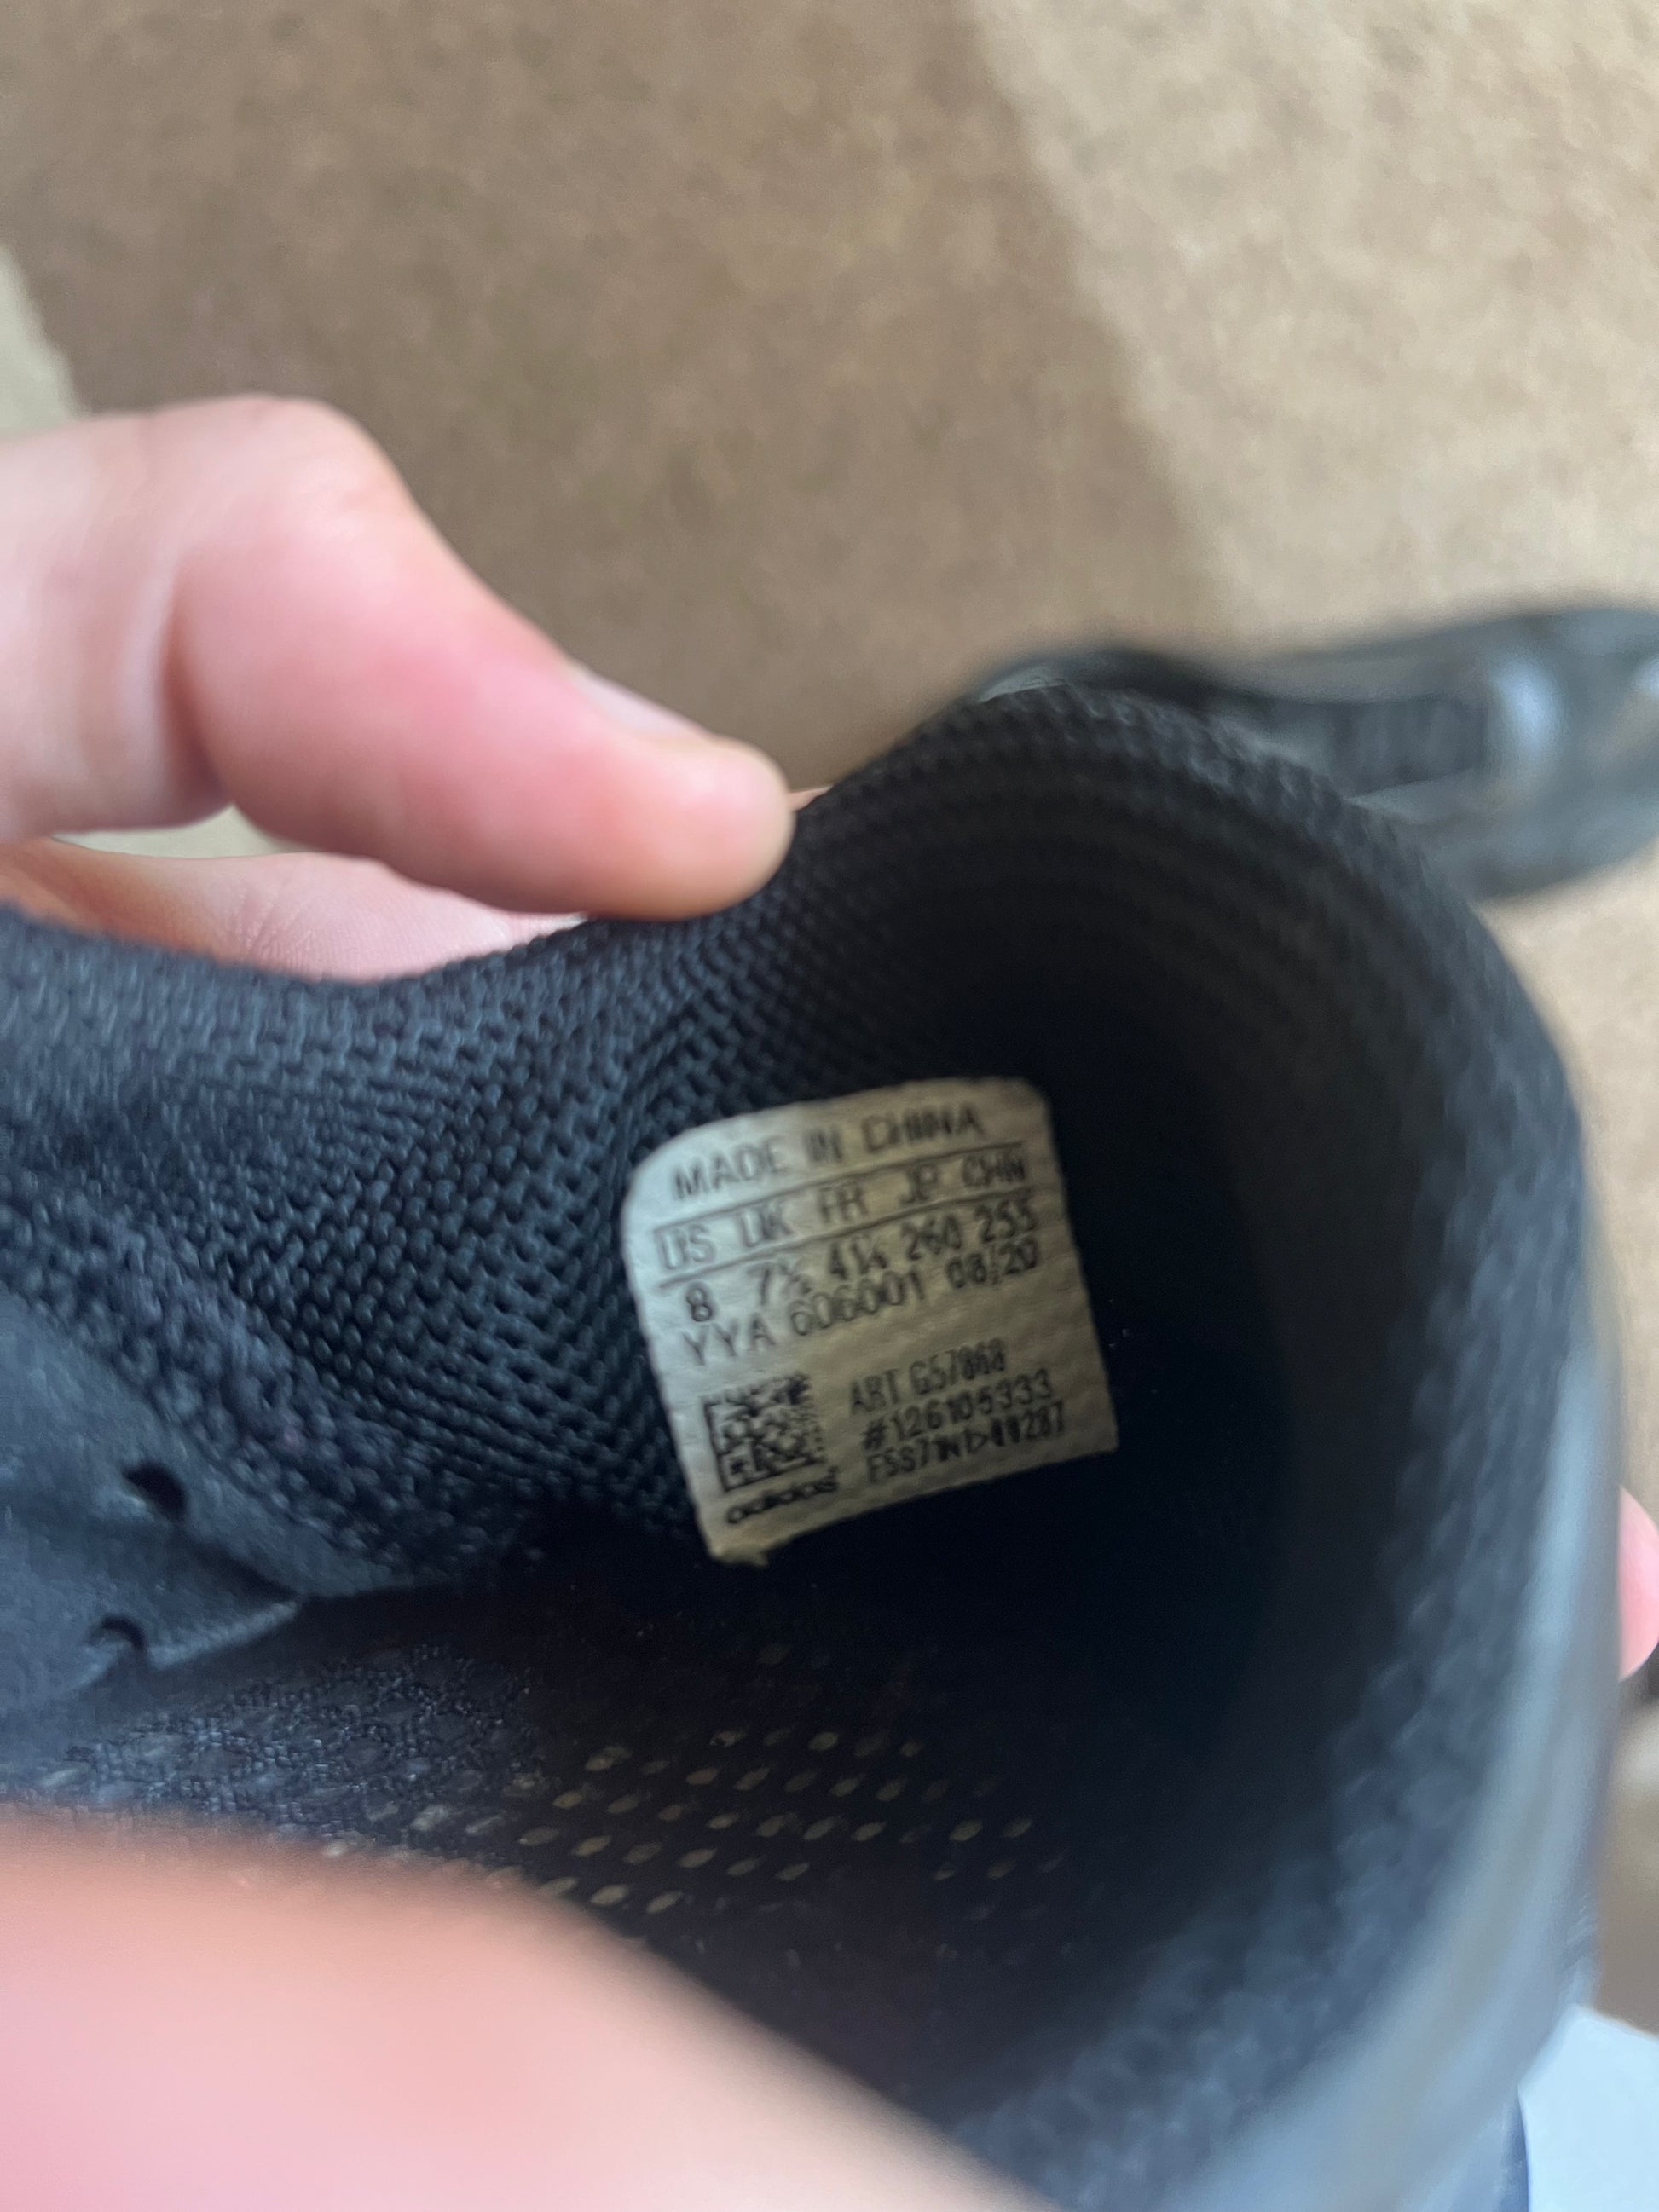 MADE IN CHINA
US UK FR JP CHN
8 7½ 41⅓ 260 255
YYA 606001 08/20
ART G57868
#126105333
adidas